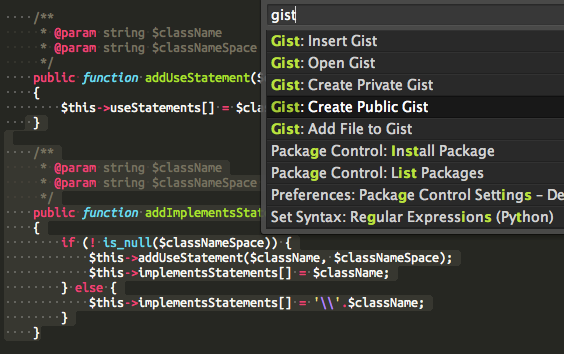 /**
* @param string $className
* @param string $classNameSpace
*/
public function addUseStatement(
{
$this->useStatements[] = $cla
}
/**
* @param string $className
* @param string $classNameSpace
*/
public function addImplementsStat
{
if (! is_null($classNameSpace)) {
$this->addUseStatement($className, $classNameSpace);
$this->implementsStatements[] = $className;
} else {
$this->implementsStatements[] = '\\'.$className;
}
}
gist
Gist: Insert Gist
Gist: Open Gist
Gist: Create Private Gist
Gist: Create Public Gist
Gist: Add File to Gist
Package Control: Install Package
Package Control: List Packages
Preferences: Package Control Settings – De
Set Syntax: Regular Expressions (Python)